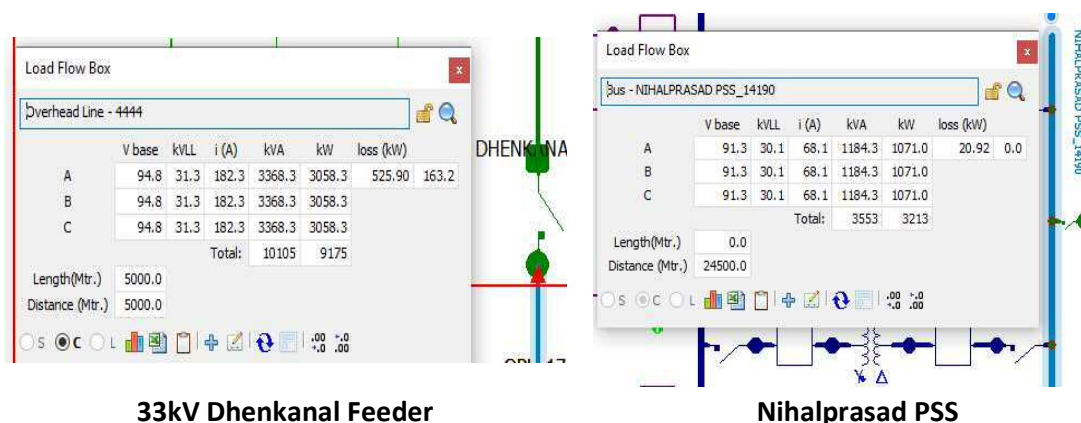 Load Flow Box
x
Overhead Line - 4444
V base kVLL i (A) kVA kW loss (kW)
A 94.8 31.3 182.3 3368.3 3058.3 525.90 163.2
B 94.8 31.3 182.3 3368.3 3058.3
C 94.8 31.3 182.3 3368.3 3058.3
Total: 10105 9175
Length(Mtr.) 5000.0
Distance (Mtr.) 5000.0
S C L
DHENKANA
Load Flow Box
x
Bus - NIHALPRASAD PSS_14190
V base kVLL i (A) kVA kW loss (kW)
A 91.3 30.1 68.1 1184.3 1071.0 20.92 0.0
B 91.3 30.1 68.1 1184.3 1071.0
C 91.3 30.1 68.1 1184.3 1071.0
Total: 3553 3213
Length(Mtr.) 0.0
Distance (Mtr.) 24500.0
S C L
NIHALPRASAD PSS_14190
33kV Dhenkanal Feeder
Nihalprasad PSS